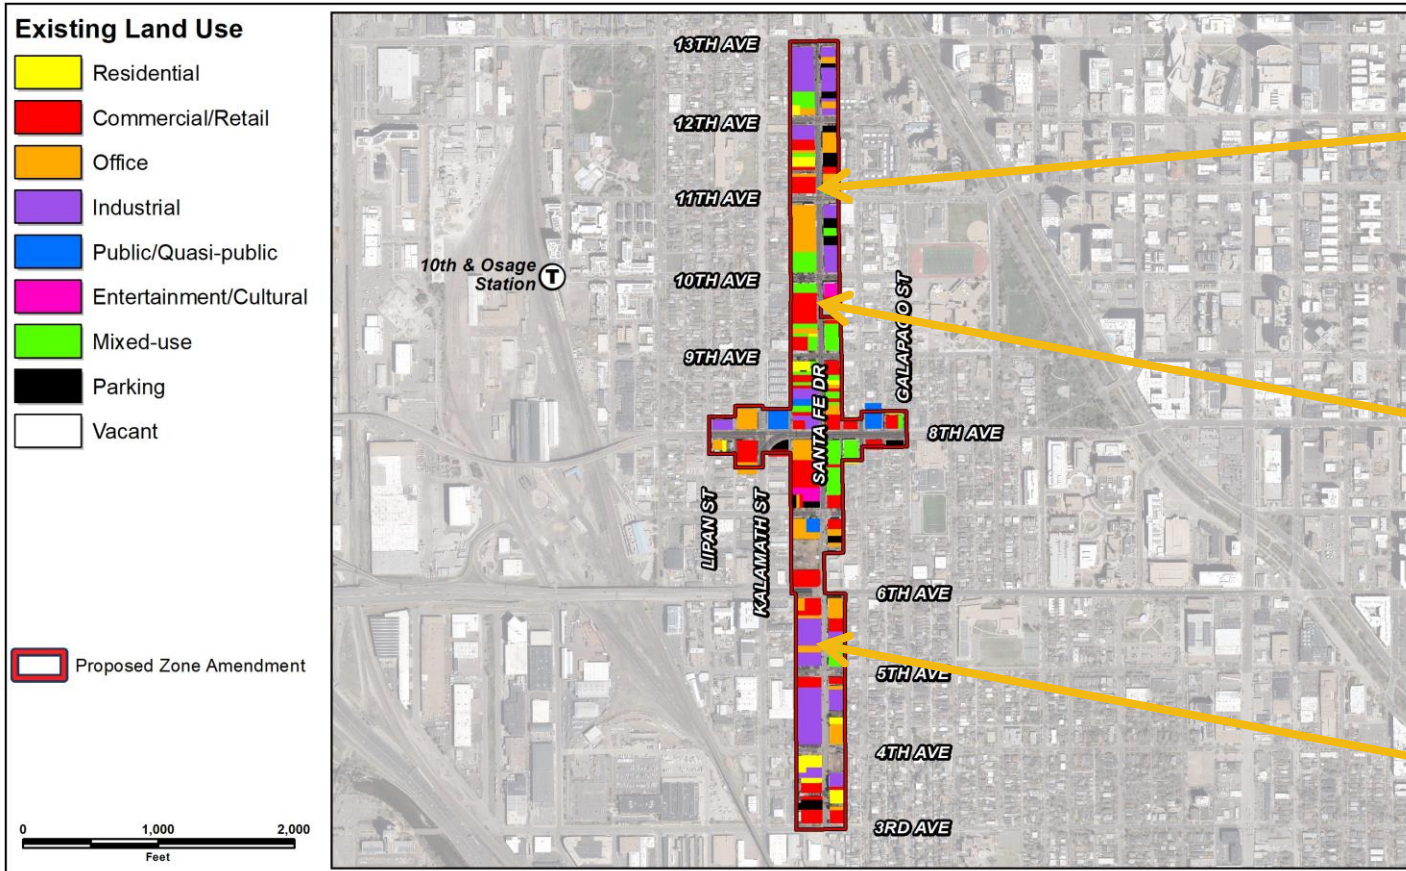 Existing Land Use
Residential
Commercial/Retail
Office
Industrial
Public/Quasi-public
Entertainment/Cultural
Mixed-use
Parking
Vacant
Proposed Zone Amendment
0 1,000 2,000
Feet
13TH AVE
12TH AVE
11TH AVE
10TH AVE
10th & Osage
Station
T
9TH AVE
GALAPAGO ST
SANTA FE DR
8TH AVE
LIPAN ST
KALAMATH ST
6TH AVE
5TH AVE
4TH AVE
3RD AVE